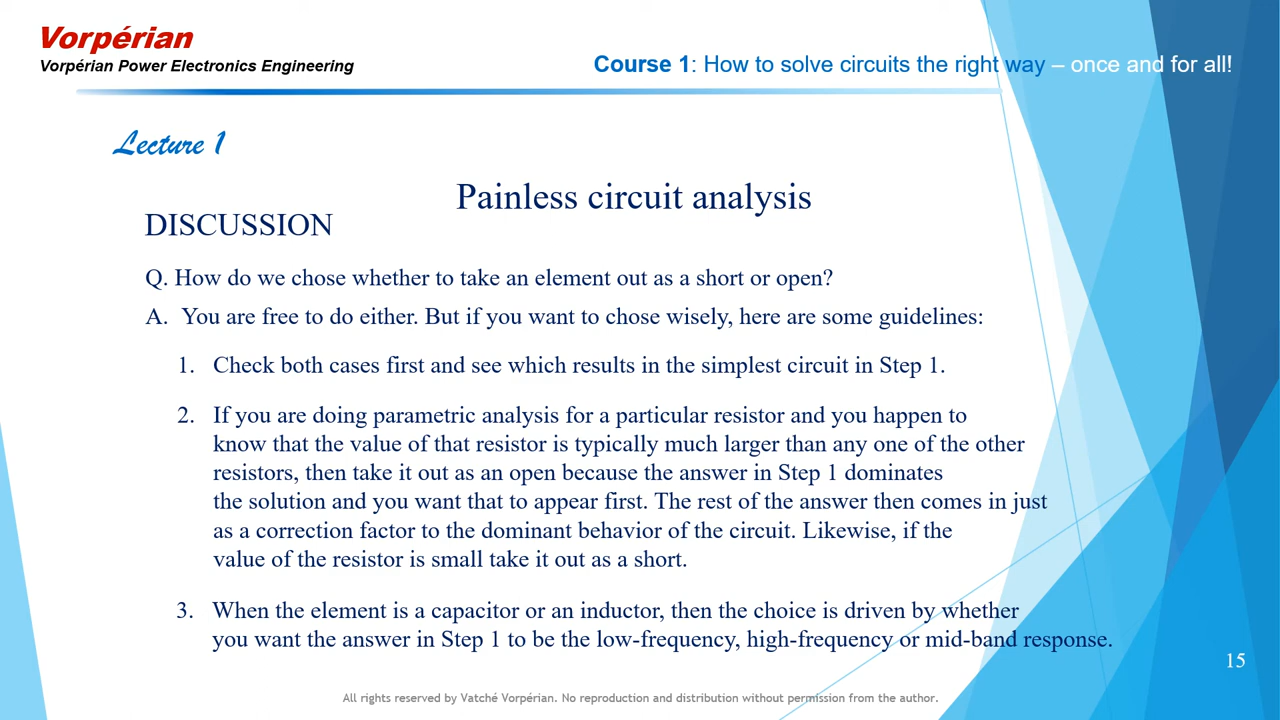 Vorpérian
Vorpérian Power Electronics Engineering
Course 1: How to solve circuits the right way – once and for all!
Lecture 1
Painless circuit analysis
DISCUSSION
Q. How do we chose whether to take an element out as a short or open?
A. You are free to do either. But if you want to chose wisely, here are some guidelines:
1. Check both cases first and see which results in the simplest circuit in Step 1.
2. If you are doing parametric analysis for a particular resistor and you happen to
know that the value of that resistor is typically much larger than any one of the other
resistors, then take it out as an open because the answer in Step 1 dominates
the solution and you want that to appear first. The rest of the answer then comes in just
as a correction factor to the dominant behavior of the circuit. Likewise, if the
value of the resistor is small take it out as a short.
3. When the element is a capacitor or an inductor, then the choice is driven by whether
you want the answer in Step 1 to be the low-frequency, high-frequency or mid-band response.
15
All rights reserved by Vatché Vorpérian. No reproduction and distribution without permission from the author.